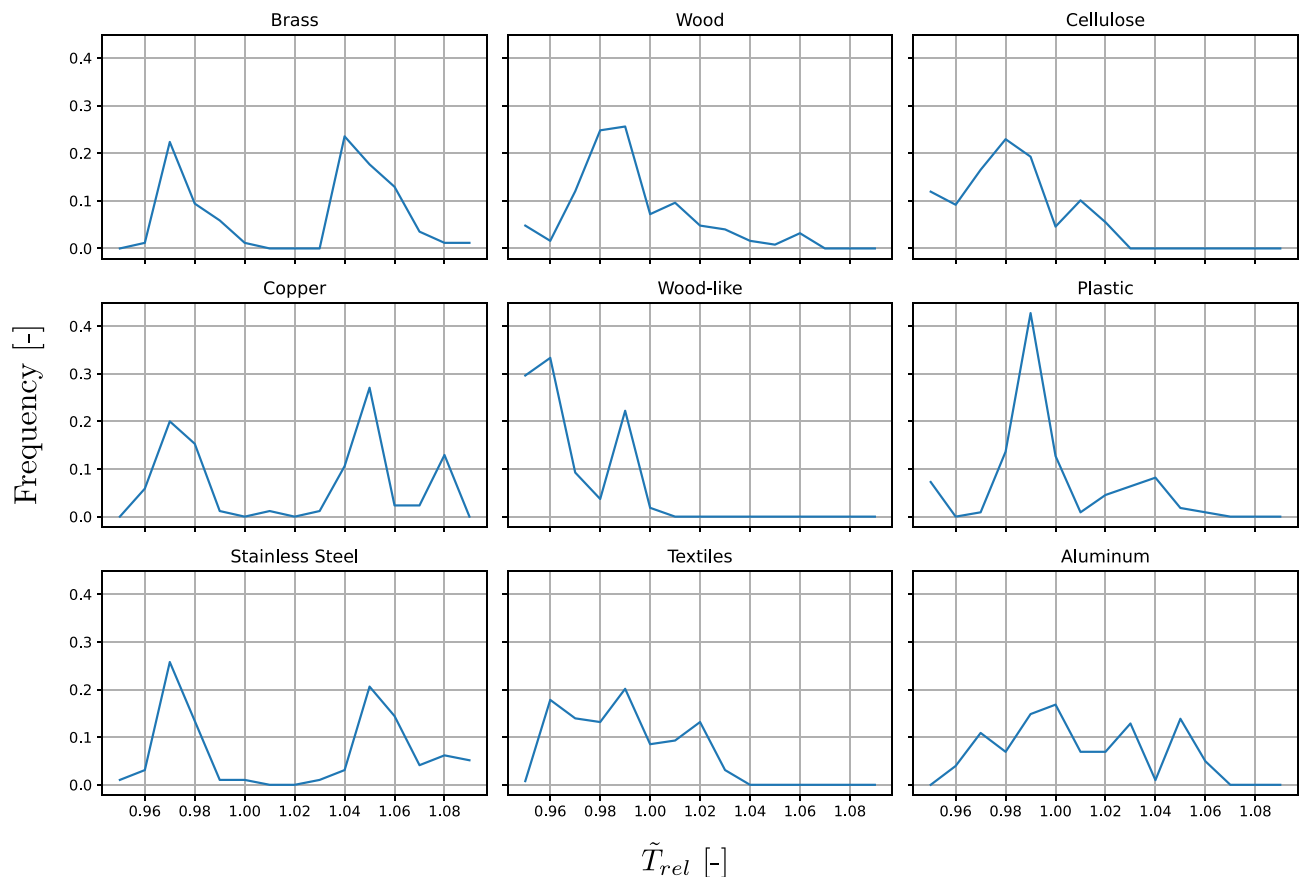 Brass
Wood
Cellulose
0.4
0.3
0.2
0.1
0.0
Copper
Wood-like
Plastic
0.4
0.3
0.2
0.1
0.0
Frequency [-]
Stainless Steel
Textiles
Aluminum
0.4
0.3
0.2
0.1
0.0
0.96 0.98 1.00 1.02 1.04 1.06 1.08
0.96 0.98 1.00 1.02 1.04 1.06 1.08
0.96 0.98 1.00 1.02 1.04 1.06 1.08
T̃rel [-]